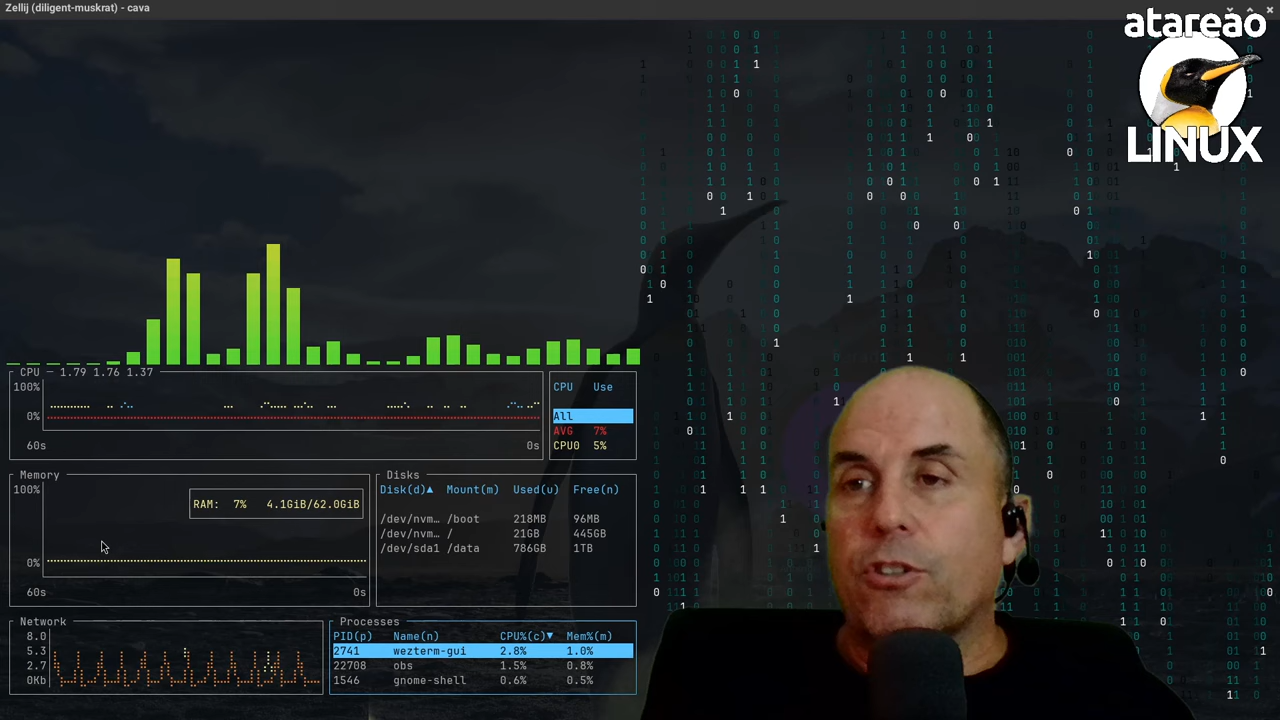 Zellij (diligent-muskrat) - cava
atareao
LINUX
CPU — 1.79 1.76 1.37
100%
0%
60s 0s
CPU Use
All
AVG 7%
CPU0 5%
Memory
100%
RAM: 7% 4.1GiB/62.0GiB
0%
60s 0s
Disks
Disk(d)▲ Mount(m) Used(u) Free(n)
/dev/nvm… /boot 218MB 96MB
/dev/nvm… / 21GB 445GB
/dev/sda1 /data 786GB 1TB
Network
8.0
5.3
2.7
0Kb
Processes
PID(p) Name(n) CPU%(c)▼ Mem%(m)
2741 wezterm-gui 2.8% 1.0%
22708 obs 1.5% 0.8%
1546 gnome-shell 0.6% 0.5%